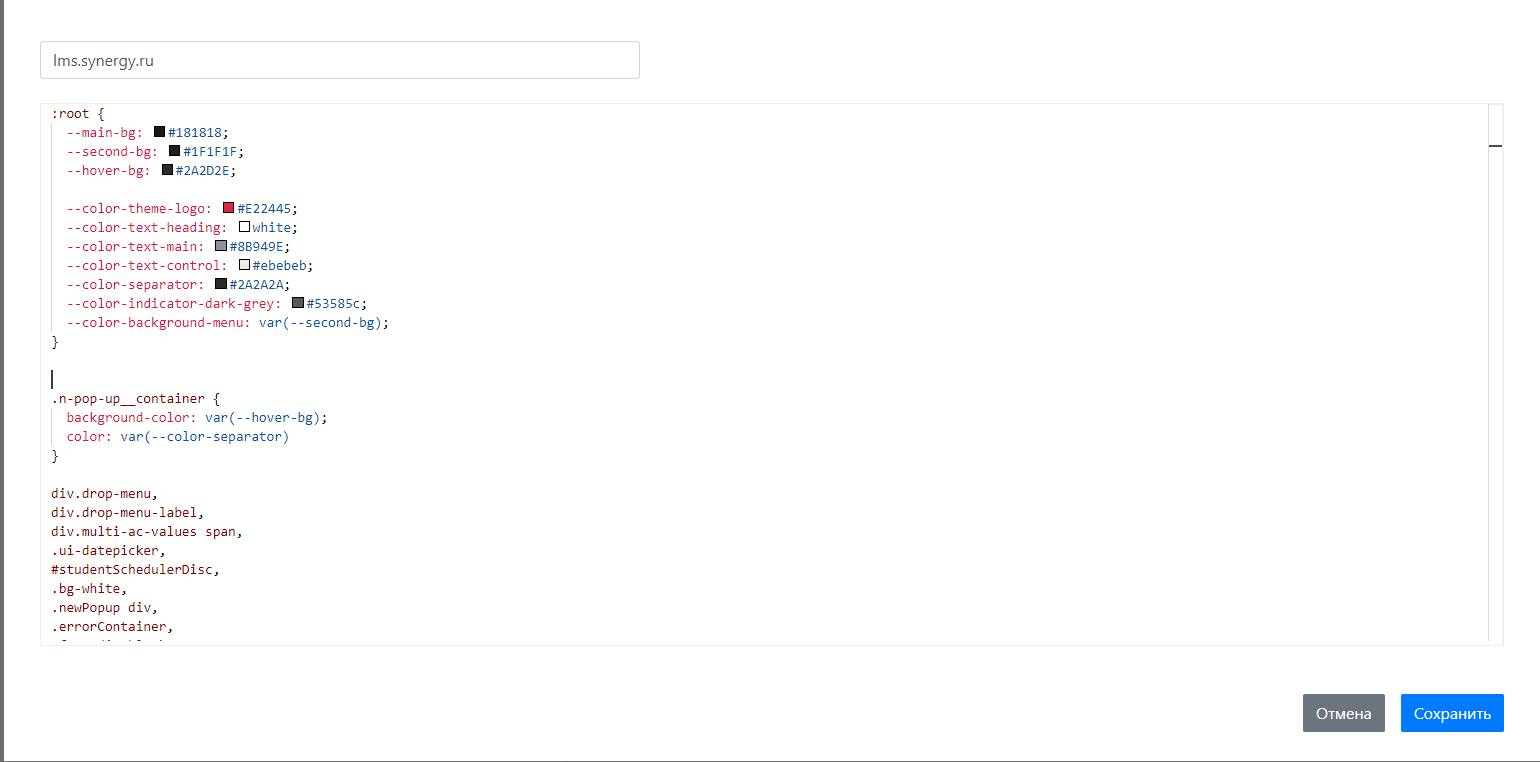 lms.synergy.ru
:root {
--main-bg: #181818;
--second-bg: #1F1F1F;
--hover-bg: #2A2D2E;
--color-theme-logo: #E22445;
--color-text-heading: white;
--color-text-main: #8B949E;
--color-text-control: #ebebeb;
--color-separator: #2A2A2A;
--color-indicator-dark-grey: #53585c;
--color-background-menu: var(--second-bg);
}
.n-pop-up__container {
background-color: var(--hover-bg);
color: var(--color-separator)
}
div.drop-menu,
div.drop-menu-label,
div.multi-ac-values span,
.ui-datepicker,
#studentSchedulerDisc,
.bg-white,
.newPopup div,
.errorContainer,
Отмена
Сохранить